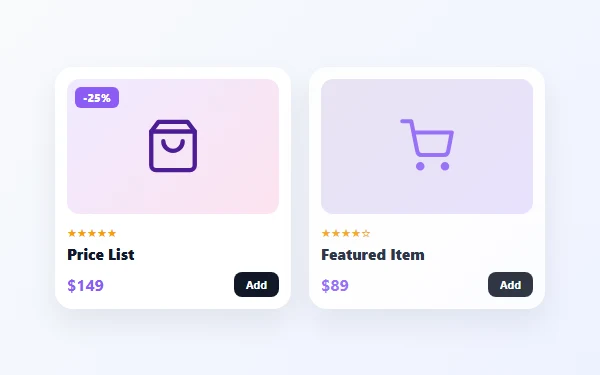 -25%
★★★★★
Price List
$149
Add
★★★★☆
Featured Item
$89
Add